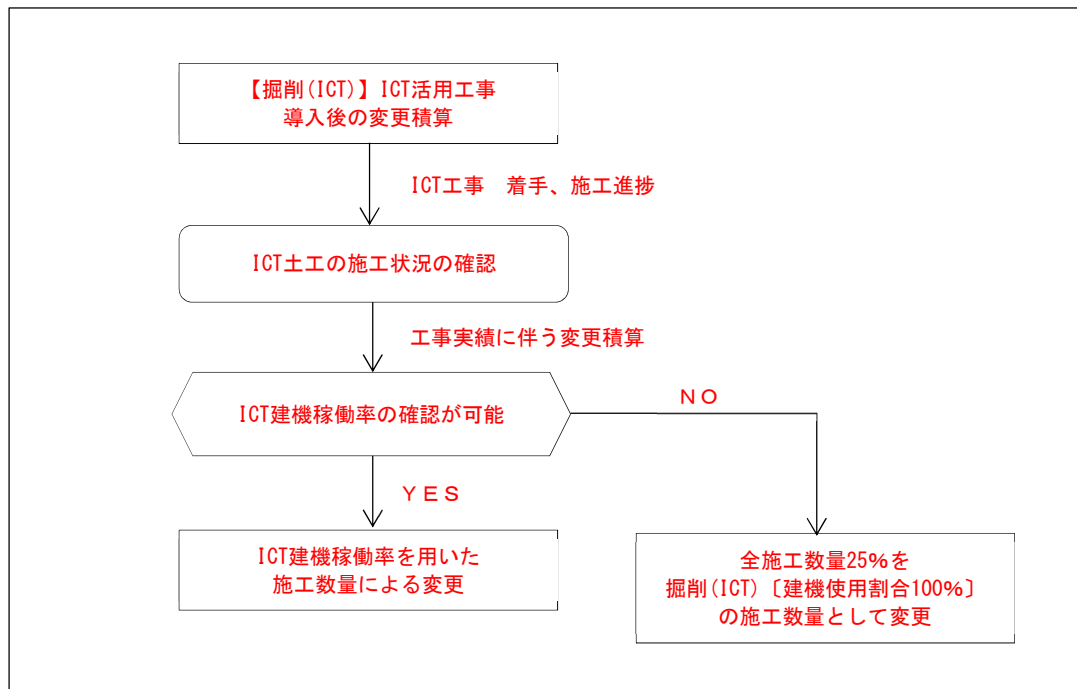 【掘削(ICT)】ICT活用工事
導入後の変更積算
ICT工事　着手、施工進捗
ICT土工の施工状況の確認
工事実績に伴う変更積算
ICT建機稼働率の確認が可能
ＮＯ
ＹＥＳ
ICT建機稼働率を用いた
施工数量による変更
全施工数量25%を
掘削(ICT)〔建機使用割合100%〕
の施工数量として変更